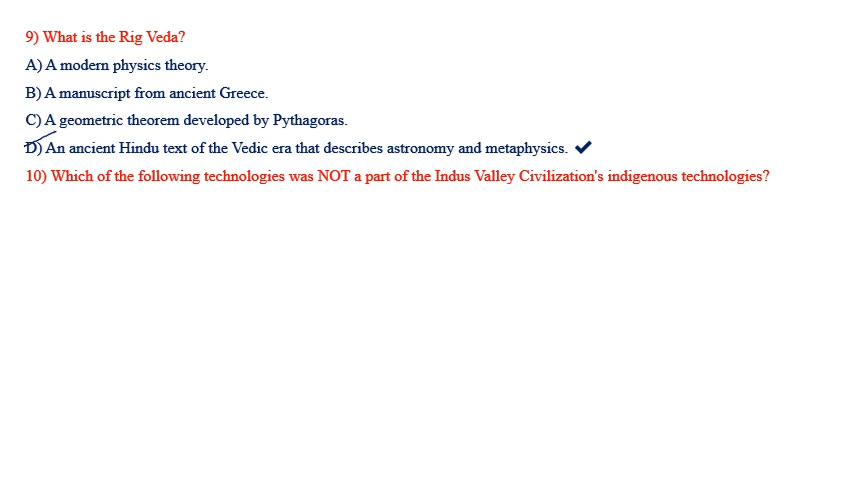 9) What is the Rig Veda?
A) A modern physics theory.
B) A manuscript from ancient Greece.
C) A geometric theorem developed by Pythagoras.
D) An ancient Hindu text of the Vedic era that describes astronomy and metaphysics. ✔
10) Which of the following technologies was NOT a part of the Indus Valley Civilization's indigenous technologies?